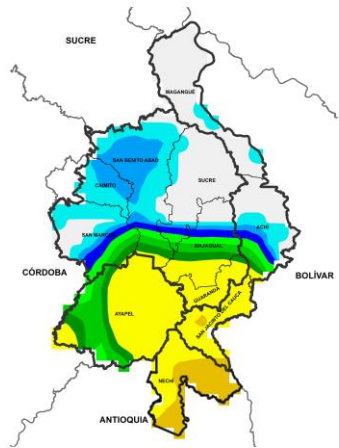 SUCRE
MAGANGUÉ
SAN BENITO ABAD
CAIMITO
SUCRE
SAN MARCOS
ACHÍ
MAJAGUAL
CÓRDOBA
BOLÍVAR
GUARANDA
AYAPEL
SAN JACINTO DEL CAUCA
NECHÍ
ANTIOQUIA